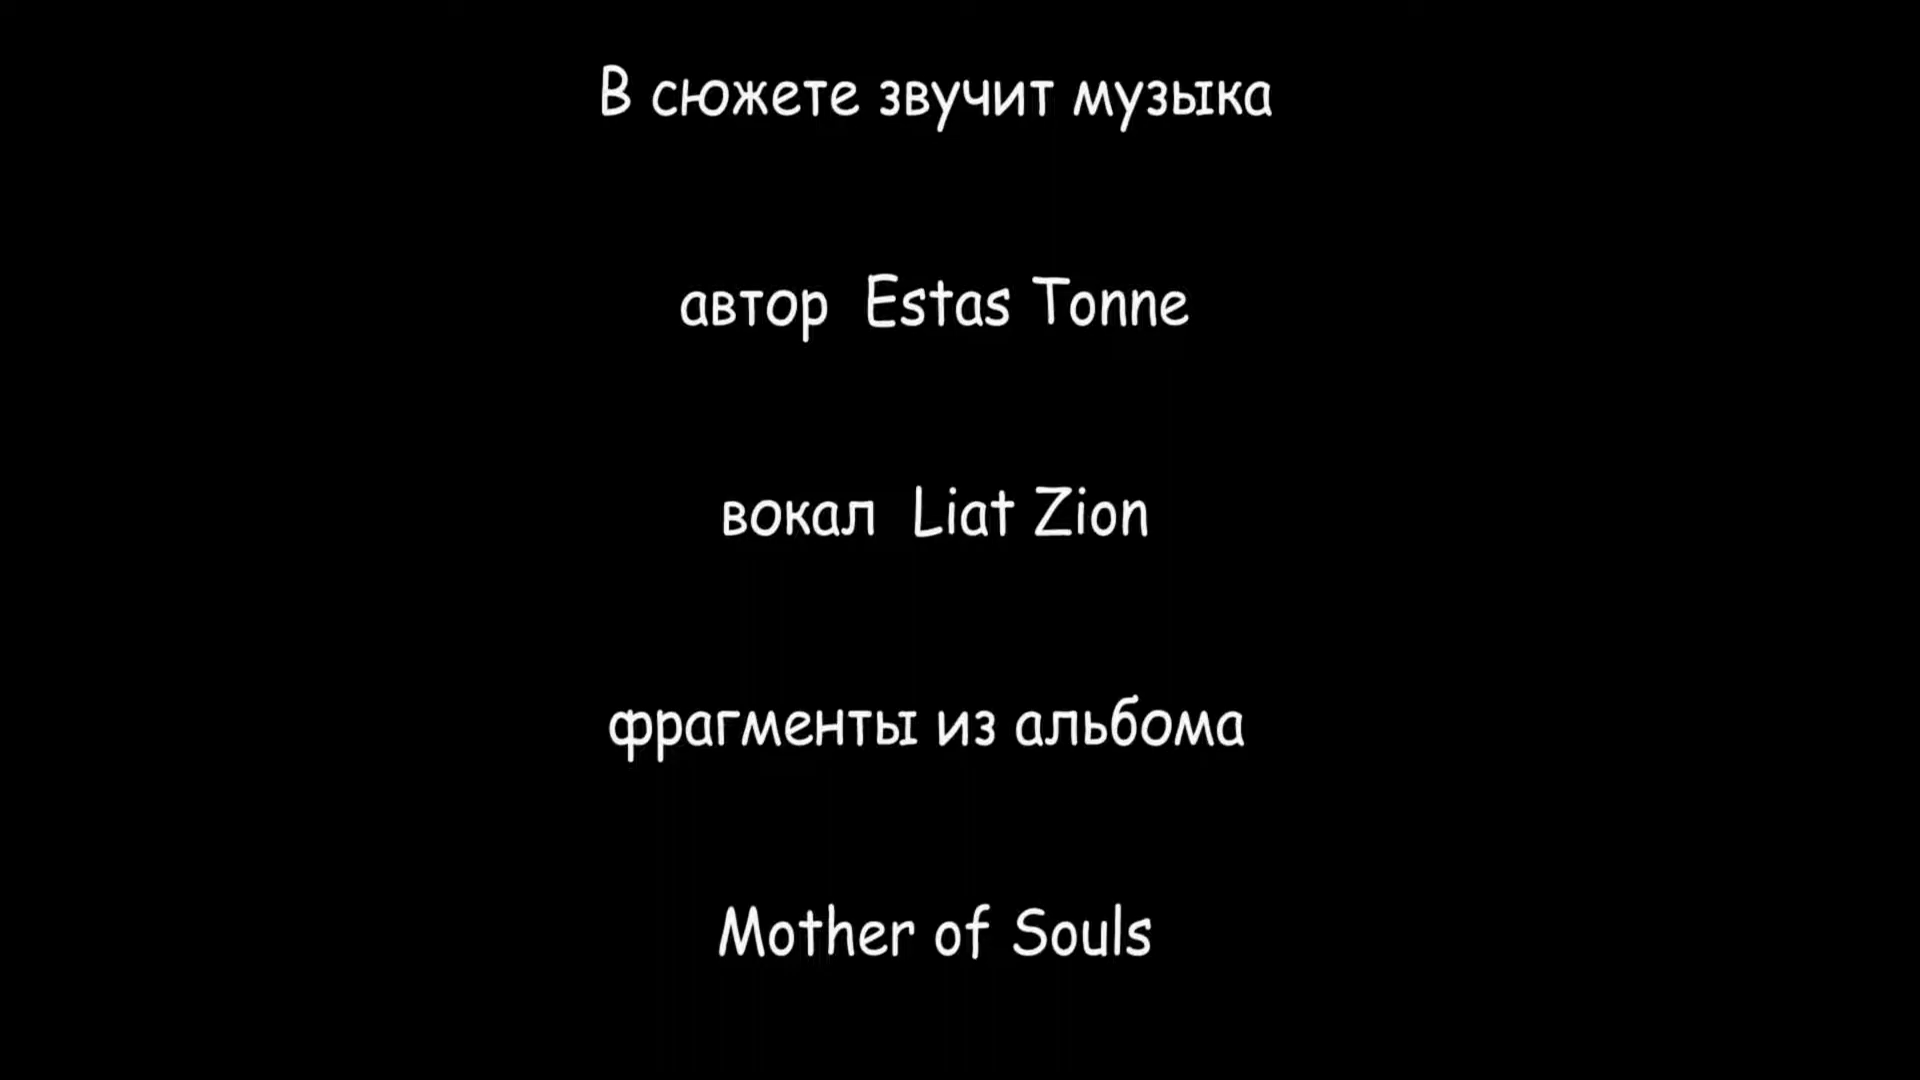 В сюжете звучит музыка
автор Estas Tonne
вокал Liat Zion
фрагменты из альбома
Mother of Souls